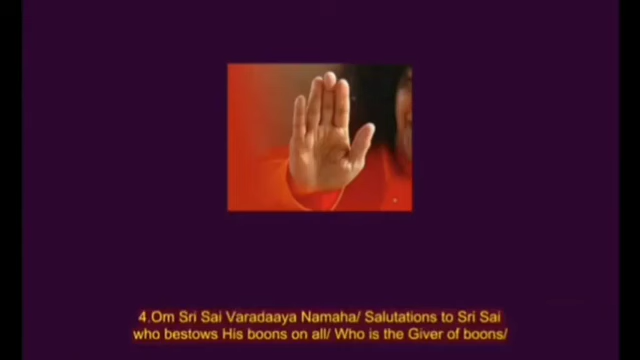 4.Om Sri Sai Varadaaya Namaha/ Salutations to Sri Sai
who bestows His boons on all/ Who is the Giver of boons/